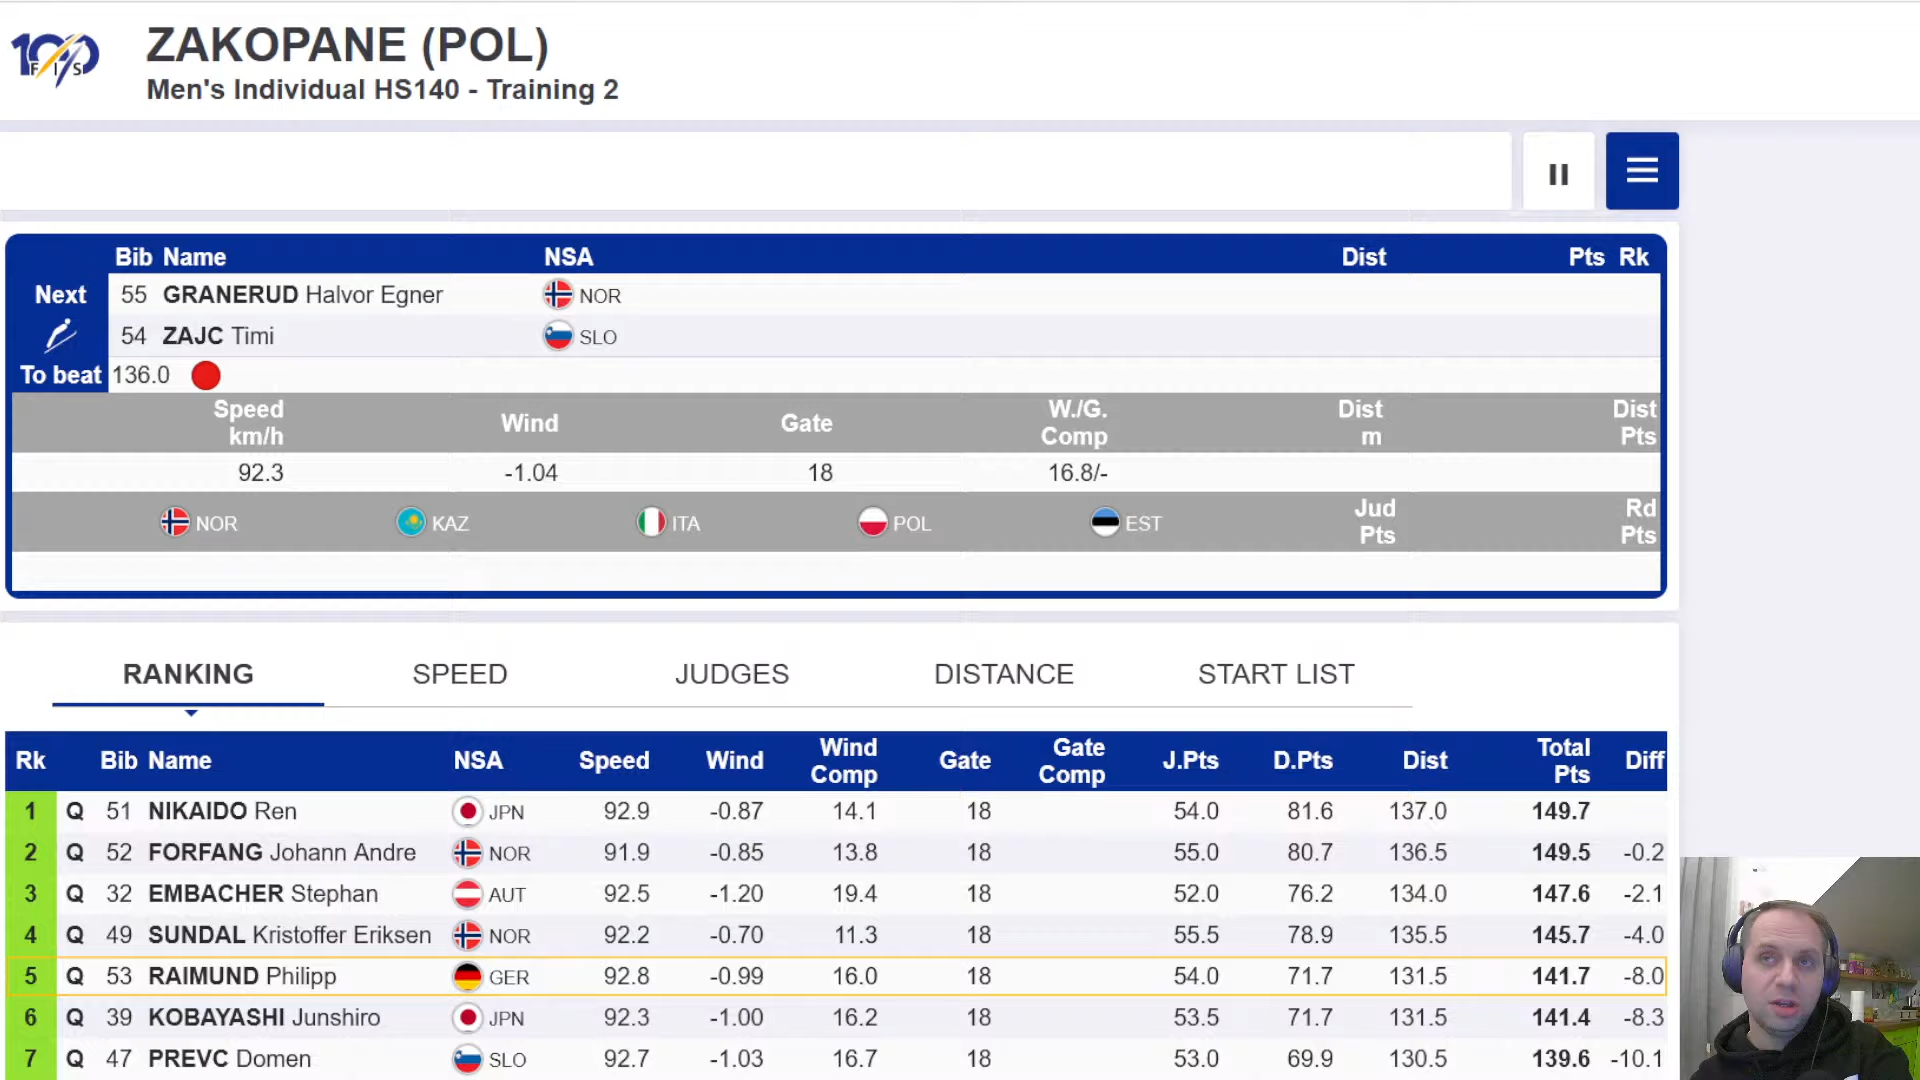 100 FIS
ZAKOPANE (POL)
Men's Individual HS140 - Training 2
Bib Name NSA Dist Pts Rk
Next 55 GRANERUD Halvor Egner NOR
54 ZAJC Timi SLO
To beat 136.0
Speed km/h Wind Gate W./G. Comp Dist m Dist Pts
92.3 -1.04 18 16.8/-
NOR KAZ ITA POL EST Jud Pts Rd Pts
RANKING SPEED JUDGES DISTANCE START LIST
Rk Bib Name NSA Speed Wind Wind Comp Gate Gate Comp J.Pts D.Pts Dist Total Pts Diff
1 Q 51 NIKAIDO Ren JPN 92.9 -0.87 14.1 18 54.0 81.6 137.0 149.7
2 Q 52 FORFANG Johann Andre NOR 91.9 -0.85 13.8 18 55.0 80.7 136.5 149.5 -0.2
3 Q 32 EMBACHER Stephan AUT 92.5 -1.20 19.4 18 52.0 76.2 134.0 147.6 -2.1
4 Q 49 SUNDAL Kristoffer Eriksen NOR 92.2 -0.70 11.3 18 55.5 78.9 135.5 145.7 -4.0
5 Q 53 RAIMUND Philipp GER 92.8 -0.99 16.0 18 54.0 71.7 131.5 141.7 -8.0
6 Q 39 KOBAYASHI Junshiro JPN 92.3 -1.00 16.2 18 53.5 71.7 131.5 141.4 -8.3
7 Q 47 PREVC Domen SLO 92.7 -1.03 16.7 18 53.0 69.9 130.5 139.6 -10.1